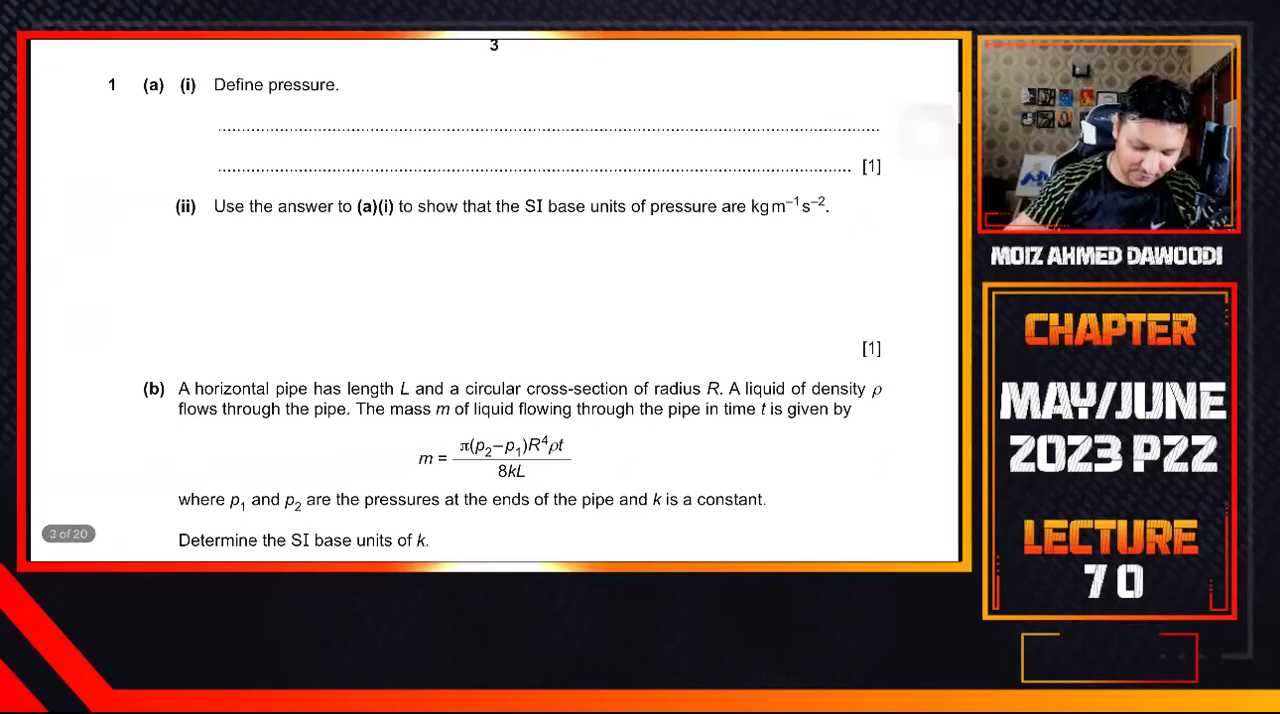 3
1 (a) (i) Define pressure.
[1]
(ii) Use the answer to (a)(i) to show that the SI base units of pressure are kg m⁻¹ s⁻².
[1]
(b) A horizontal pipe has length L and a circular cross-section of radius R. A liquid of density ρ
flows through the pipe. The mass m of liquid flowing through the pipe in time t is given by
m = π(p₂–p₁)R⁴ρt / 8kL
where p₁ and p₂ are the pressures at the ends of the pipe and k is a constant.
3 of 20
Determine the SI base units of k.
MOIZ AHMED DAWOODI
CHAPTER
MAY/JUNE
2023 P22
LECTURE
70